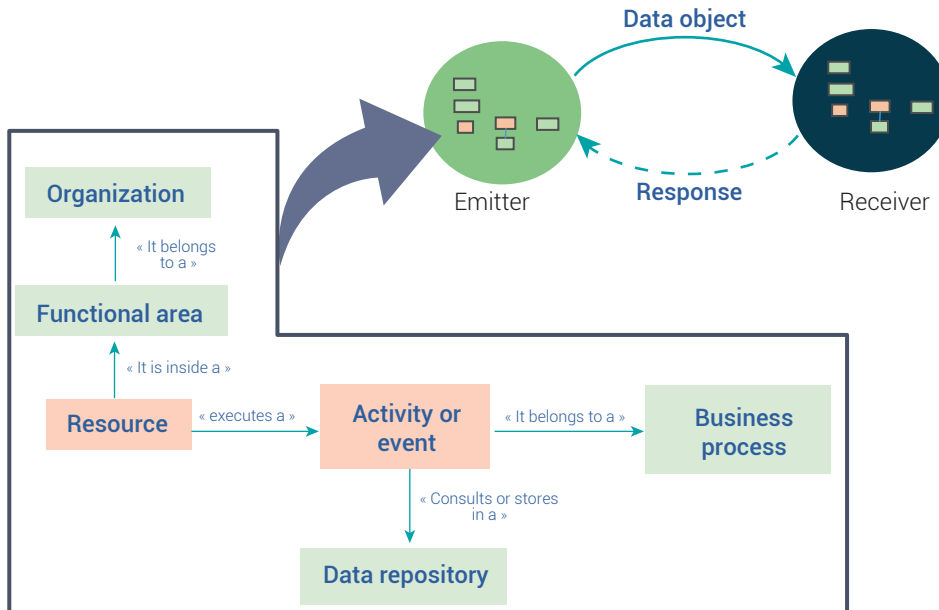 Data object
Response
Emitter
Receiver
Organization
« It belongs
to a »
Functional area
« It is inside a »
Resource
« executes a »
Activity or
event
« It belongs to a »
Business
process
« Consults or stores
in a »
Data repository